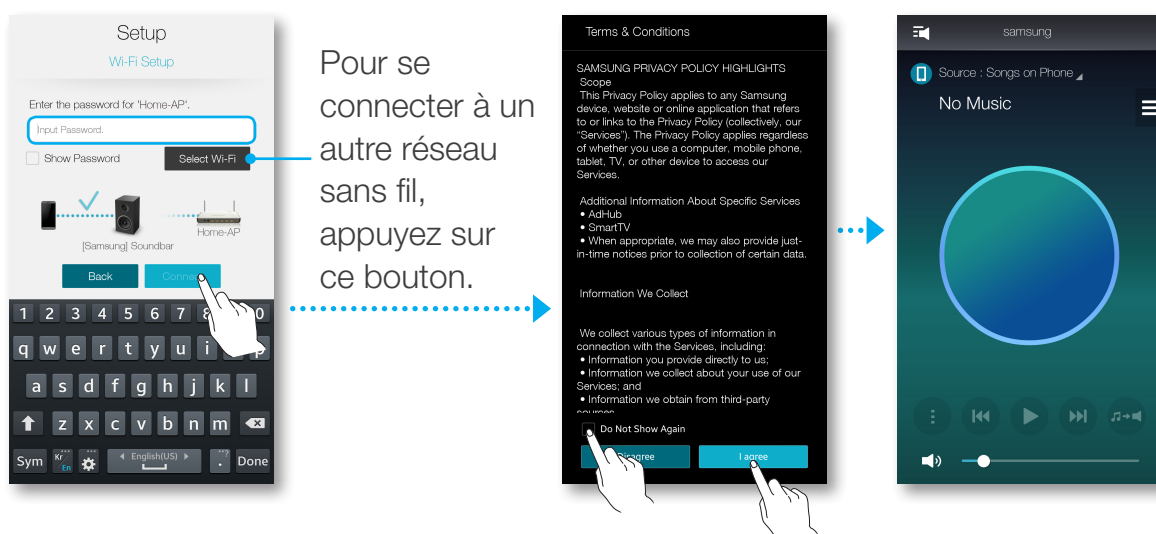 Setup
Wi-Fi Setup
Enter the password for 'Home-AP'.
Input Password.
Show Password
Select Wi-Fi
Home-AP
[Samsung] Soundbar
Back
Connec
1 2 3 4 5 6 7 8 0
q w e r t y u i p
a s d f g h j k l
z x c v b n m
Sym Kr/En English(US) . ? Done
Pour se
connecter à un
autre réseau
sans fil,
appuyez sur
ce bouton.
Terms & Conditions
SAMSUNG PRIVACY POLICY HIGHLIGHTS
Scope
This Privacy Policy applies to any Samsung
device, website or online application that refers
to or links to the Privacy Policy (collectively, our
“Services”). The Privacy Policy applies regardless
of whether you use a computer, mobile phone,
tablet, TV, or other device to access our
Services.
Additional Information About Specific Services
• AdHub
• SmartTV
• When appropriate, we may also provide just-
in-time notices prior to collection of certain data.
Information We Collect
We collect various types of information in
connection with the Services, including:
• Information you provide directly to us;
• Information we collect about your use of our
Services; and
• Information we obtain from third-party
sources
Do Not Show Again
Disagree
I agree
samsung
Source : Songs on Phone
No Music